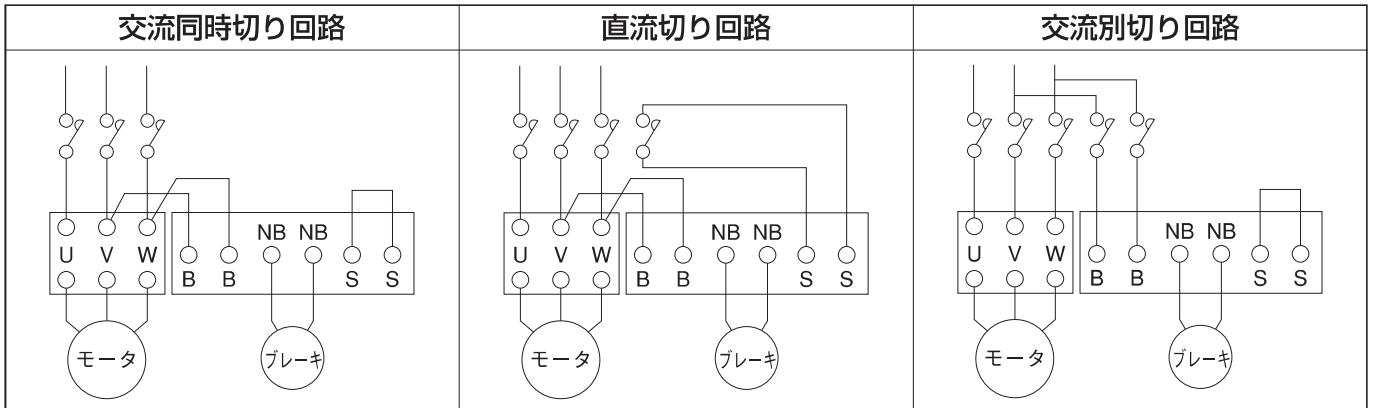 交流同時切り回路
直流切り回路
交流別切り回路
NB NB
U V W
B B
S S
モータ
ブレーキ
NB NB
U V W
B B
S S
モータ
ブレーキ
NB NB
U V W
B B
S S
モータ
ブレーキ